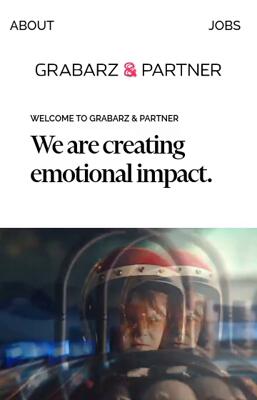 ABOUT
JOBS
GRABARZ & PARTNER
WELCOME TO GRABARZ & PARTNER
We are creating
emotional impact.